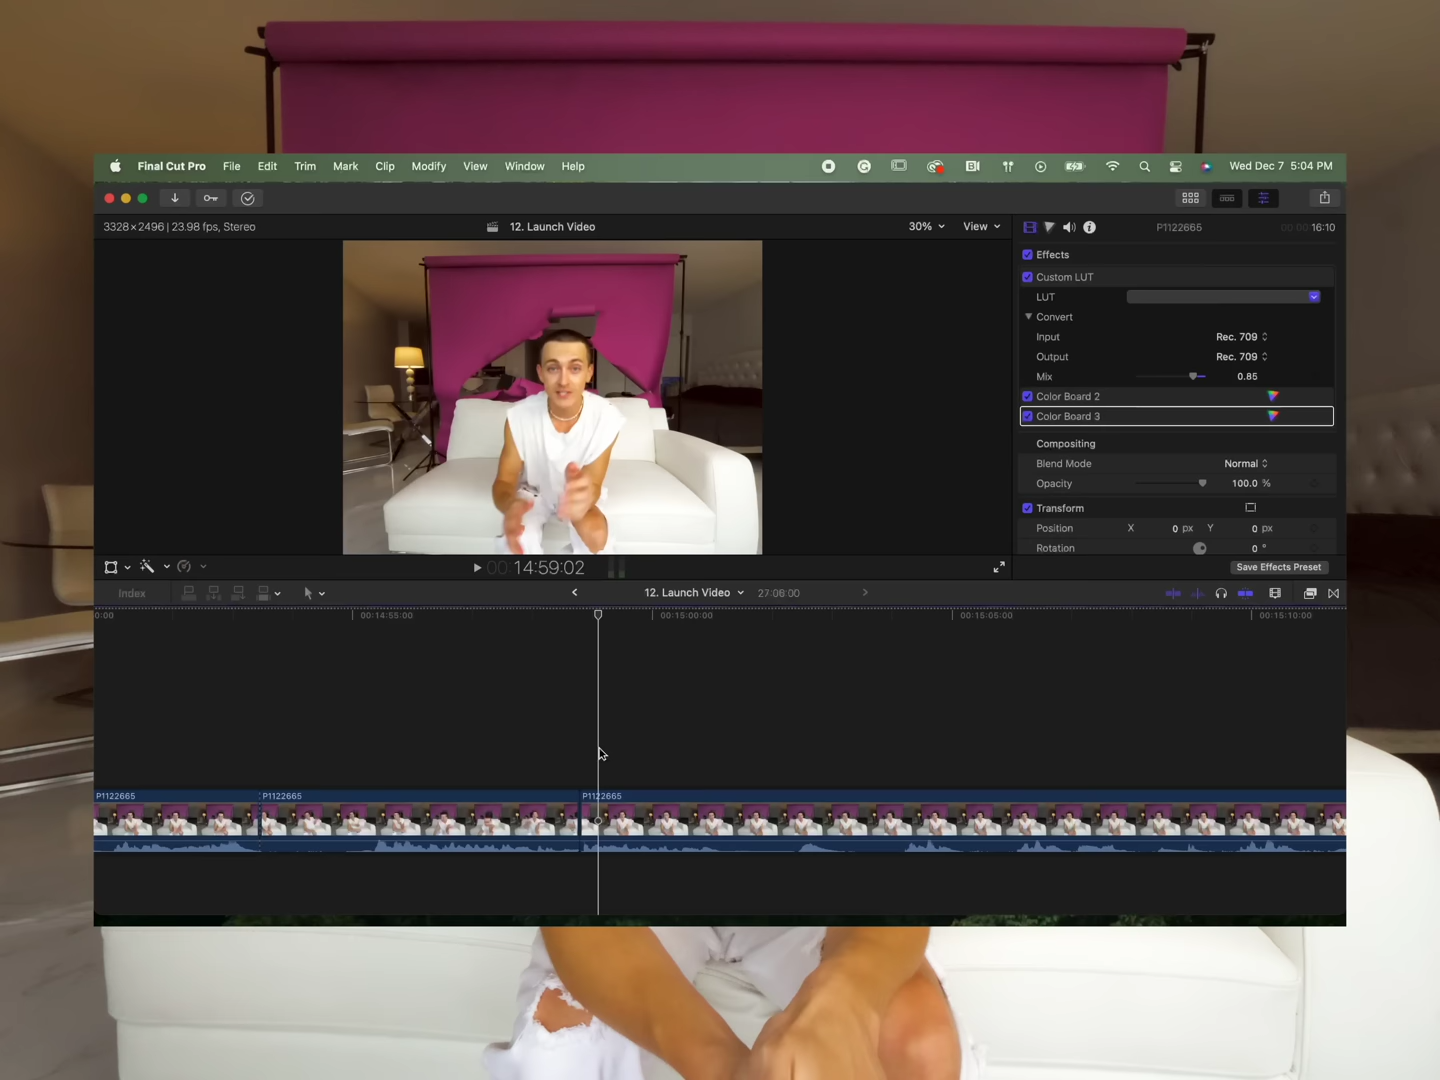 Final Cut Pro File Edit Trim Mark Clip Modify View Window Help Wed Dec 7 5:04 PM
3328×2496 | 23.98 fps, Stereo 12. Launch Video 30% View P1122665 00:00 16:10
Effects
Custom LUT
LUT
Convert
Input Rec. 709
Output Rec. 709
Mix 0.85
Color Board 2
Color Board 3
Compositing
Blend Mode Normal
Opacity 100.0 %
Transform
Position X 0 px Y 0 px
Rotation 0 °
00:14:59:02 Save Effects Preset
Index 12. Launch Video 27:08:00
0:00 00:14:55:00 00:15:00:00 00:15:05:00 00:15:10:00
P1122665 P1122665 P1122665